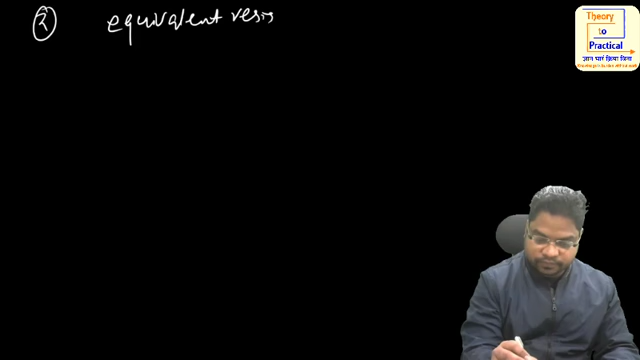 ② equivalent resis
Theory
to
Practical
ज्ञान भारं क्रिया विना